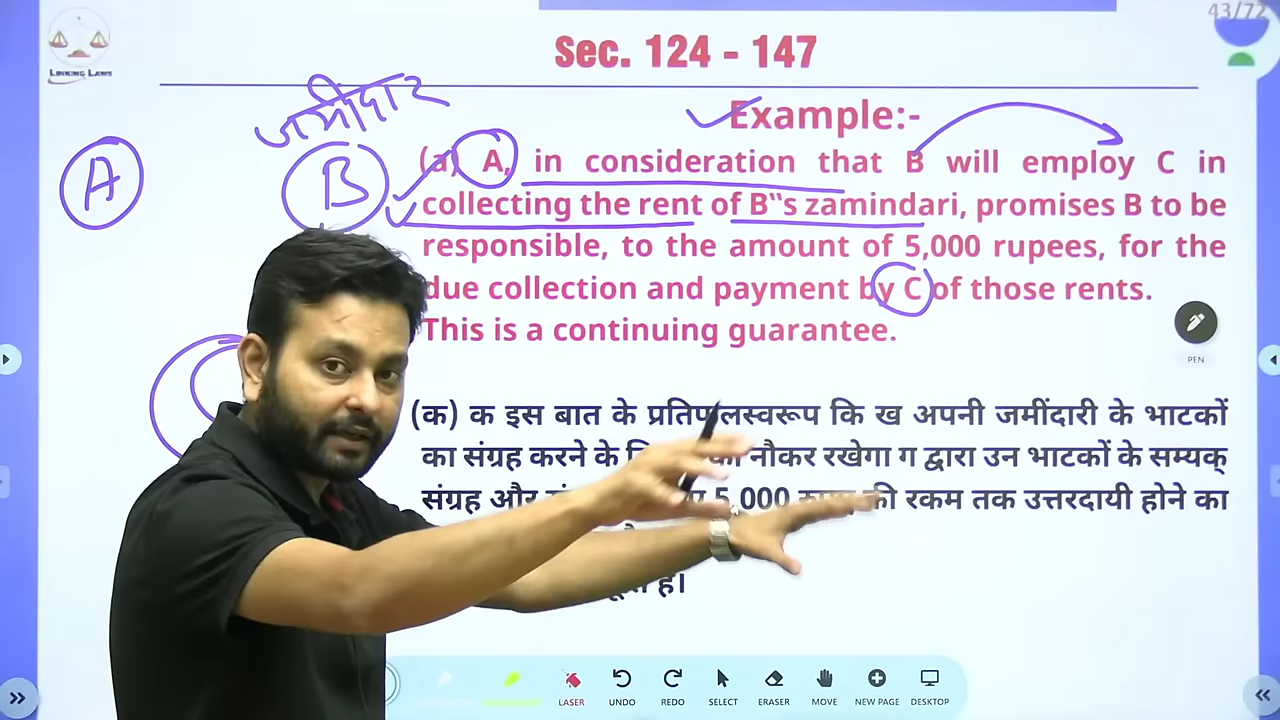 43/72
LINKING LAWS
Sec. 124 - 147
जमींदार
Example:-
A
B
(a) A, in consideration that B will employ C in
collecting the rent of B"s zamindari, promises B to be
responsible, to the amount of 5,000 rupees, for the
due collection and payment by C of those rents.
This is a continuing guarantee.
PEN
(क) क इस बात के प्रतिफलस्वरूप कि ख अपनी जमींदारी के भाटकों
का संग्रह करने के नौकर रखेगा ग द्वारा उन भाटकों के सम्यक्
संग्रह और 5,000 की रकम तक उत्तरदायी होने का
है।
LASER
UNDO
REDO
SELECT
ERASER
MOVE
NEW PAGE
DESKTOP